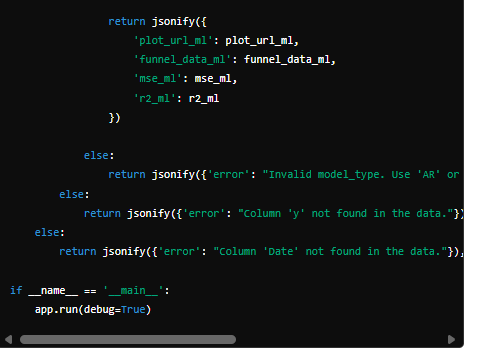 return jsonify({
'plot_url_ml': plot_url_ml,
'funnel_data_ml': funnel_data_ml,
'mse_ml': mse_ml,
'r2_ml': r2_ml
})
else:
return jsonify({'error': "Invalid model_type. Use 'AR' or
else:
return jsonify({'error': "Column 'y' not found in the data."})
else:
return jsonify({'error': "Column 'Date' not found in the data."}),
if __name__ == '__main__':
app.run(debug=True)